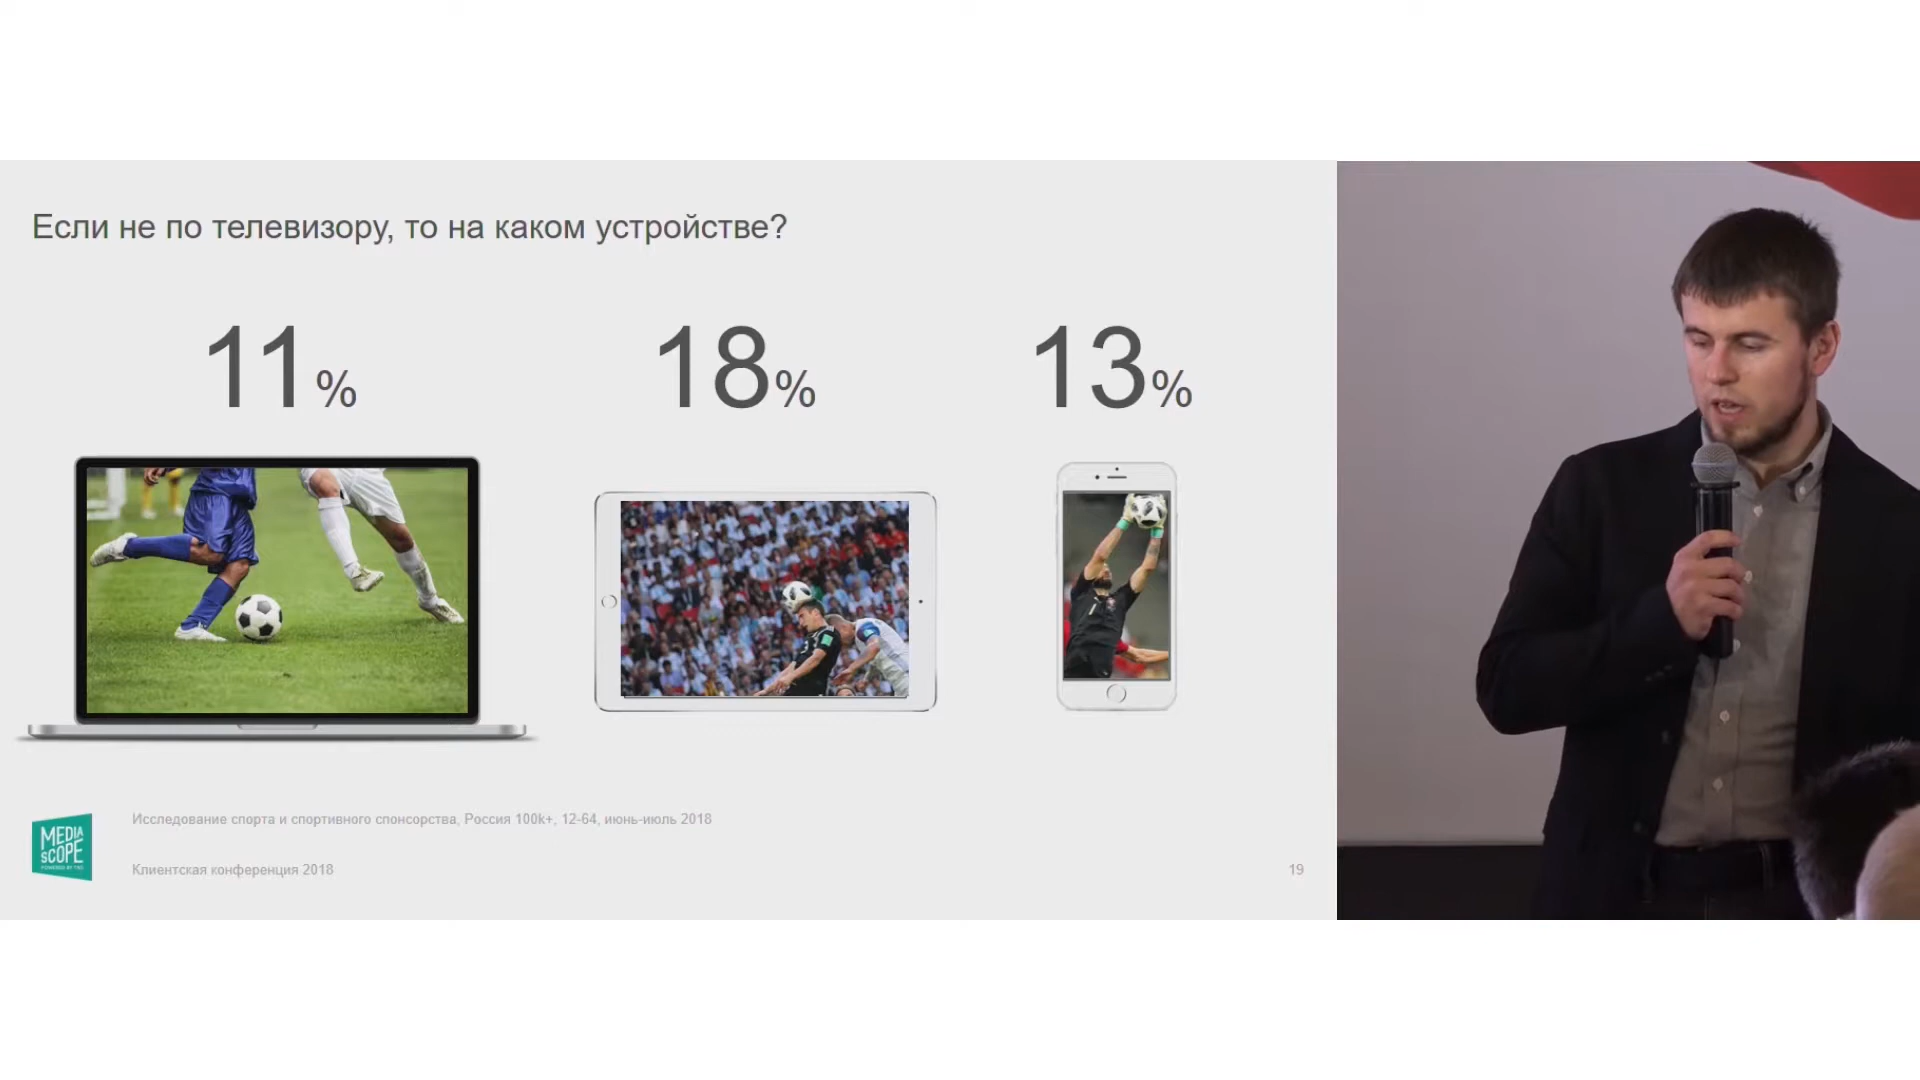 Если не по телевизору, то на каком устройстве?
11% 18% 13%
MEDIA
SCOPE
Исследование спорта и спортивного спонсорства, Россия 100k+, 12-64, июнь-июль 2018
Клиентская конференция 2018
19